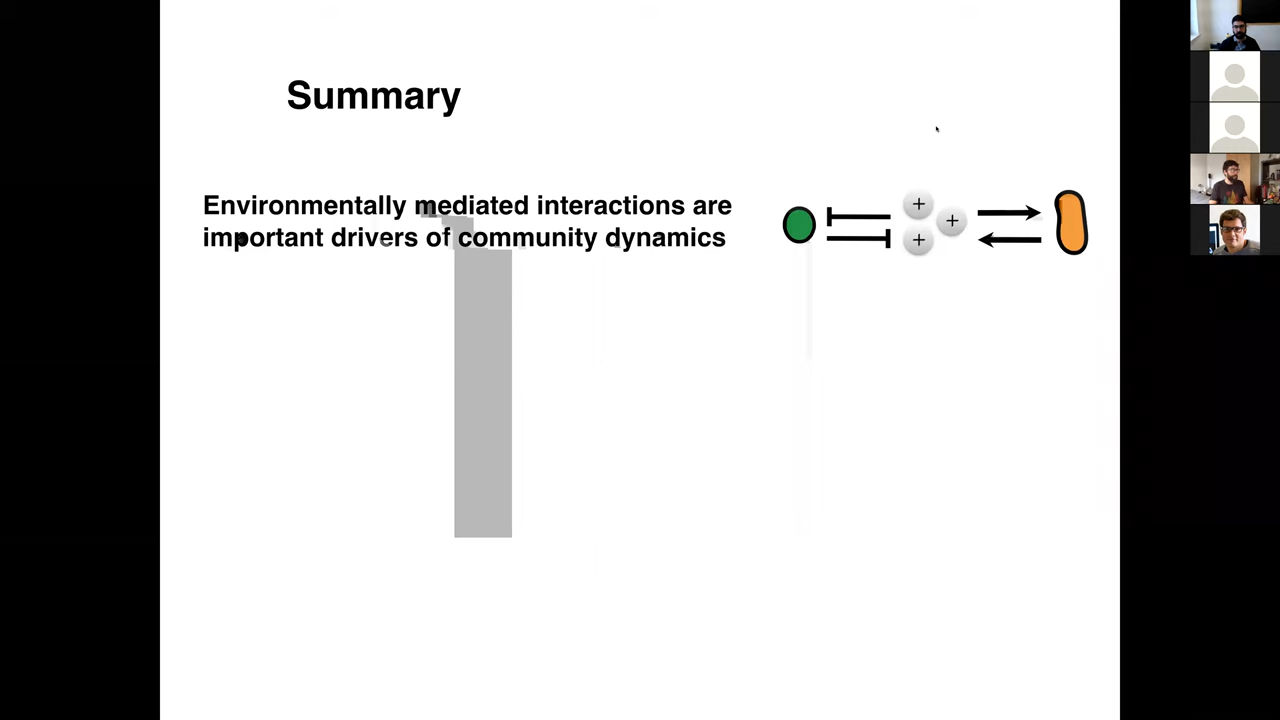 Summary
Environmentally mediated interactions are
important drivers of community dynamics
+
+
+